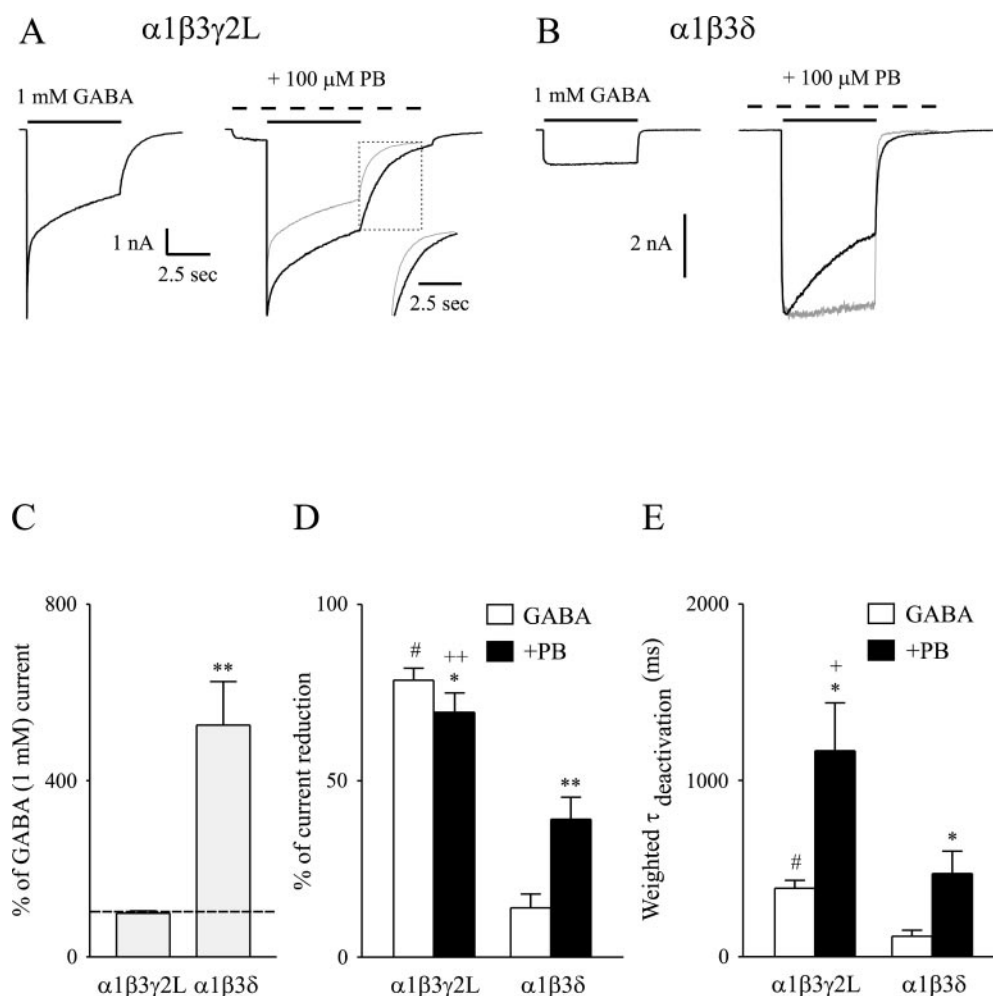 A α1β3γ2L
1 mM GABA
+ 100 μM PB
1 nA
2.5 sec
2.5 sec
B α1β3δ
1 mM GABA
+ 100 μM PB
2 nA
C
% of GABA (1 mM) current
800
400
0
**
α1β3γ2L α1β3δ
D
% of current reduction
100
50
0
GABA
+PB
#
++
*
**
α1β3γ2L α1β3δ
E
Weighted τ deactivation (ms)
2000
1000
0
GABA
+PB
#
+
*
*
α1β3γ2L α1β3δ